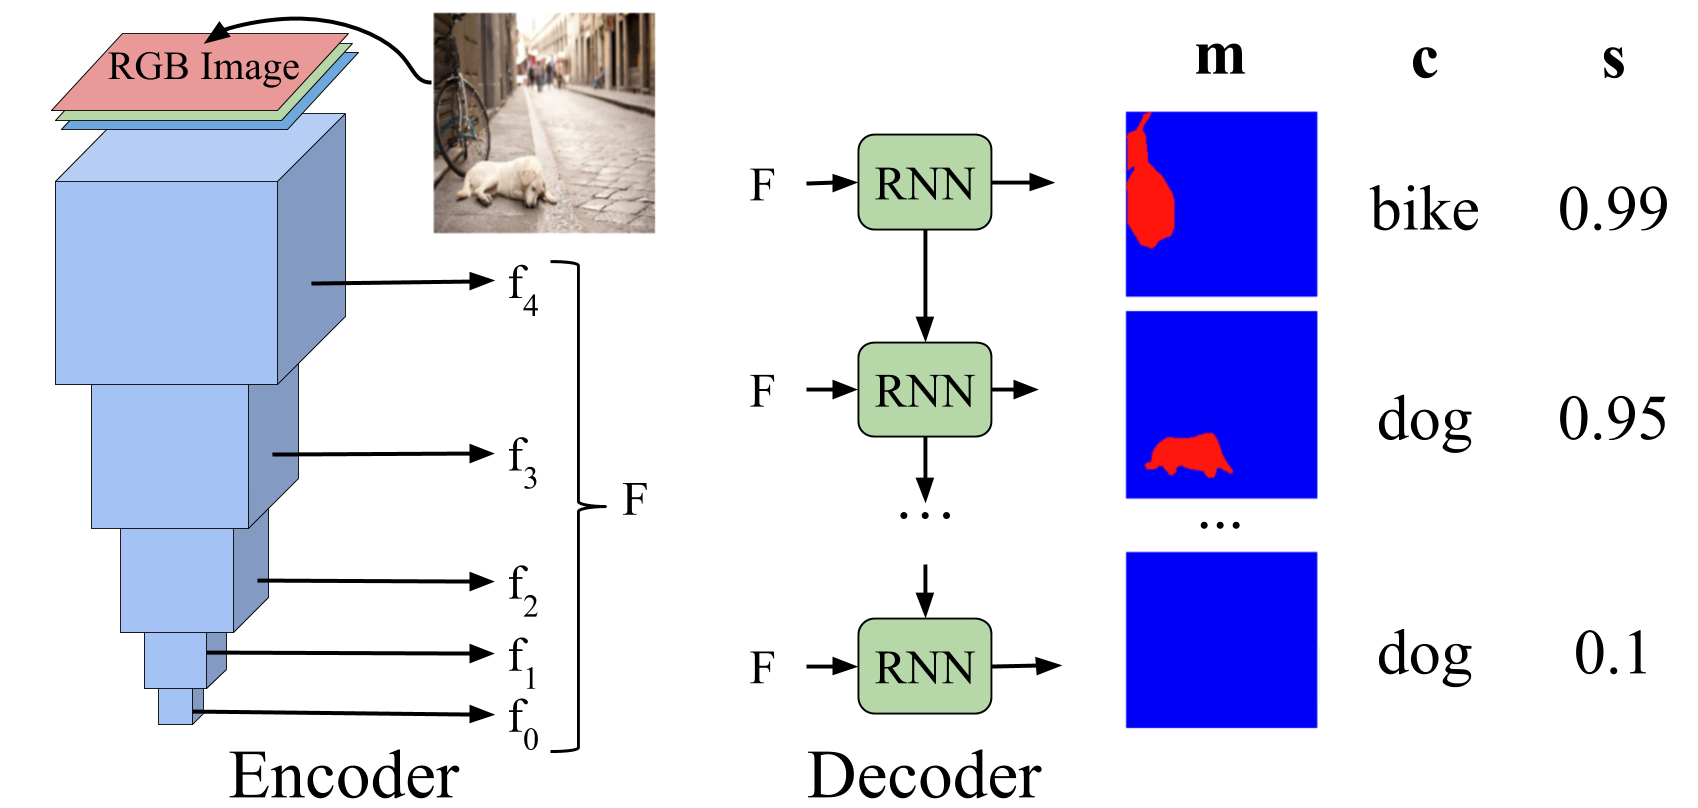 RGB Image
f4
f3
f2
f1
f0
F
Encoder
F
RNN
F
RNN
...
F
RNN
Decoder
m c s
bike 0.99
dog 0.95
...
dog 0.1